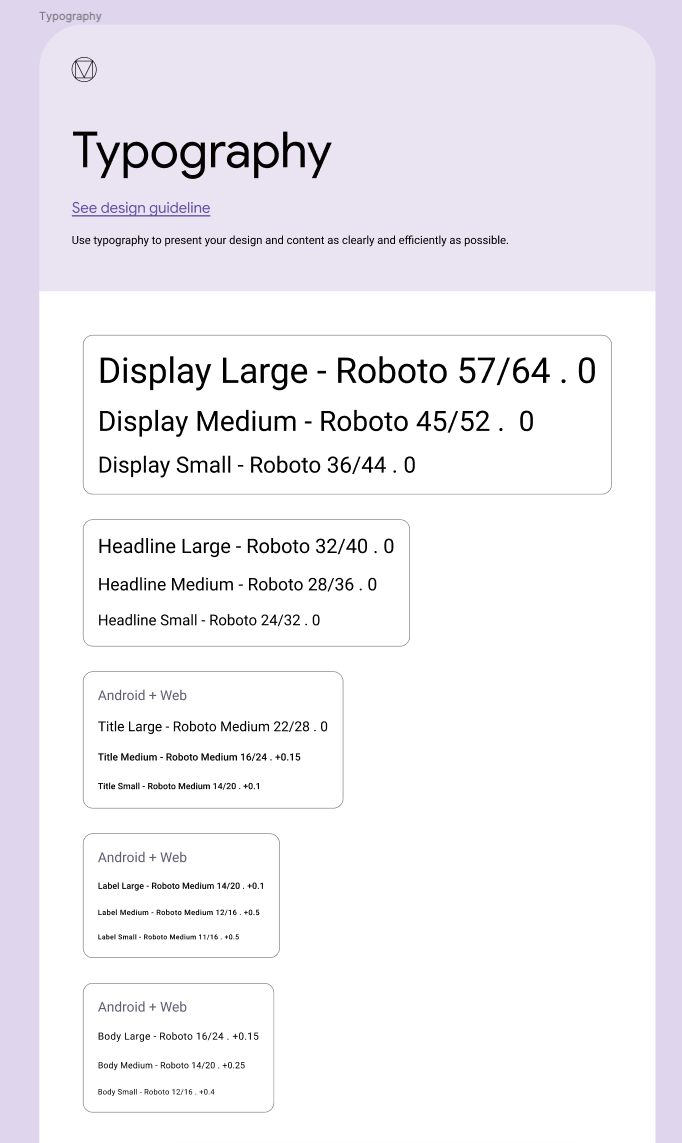 Typography
Typography
See design guideline
Use typography to present your design and content as clearly and efficiently as possible.
Display Large - Roboto 57/64 . 0
Display Medium - Roboto 45/52 .  0
Display Small - Roboto 36/44 . 0
Headline Large - Roboto 32/40 . 0
Headline Medium - Roboto 28/36 . 0
Headline Small - Roboto 24/32 . 0
Android + Web
Title Large - Roboto Medium 22/28 . 0
Title Medium - Roboto Medium 16/24 . +0.15
Title Small - Roboto Medium 14/20 . +0.1
Android + Web
Label Large - Roboto Medium 14/20 . +0.1
Label Medium - Roboto Medium 12/16 . +0.5
Label Small - Roboto Medium 11/16 . +0.5
Android + Web
Body Large - Roboto 16/24 . +0.15
Body Medium - Roboto 14/20 . +0.25
Body Small - Roboto 12/16 . +0.4